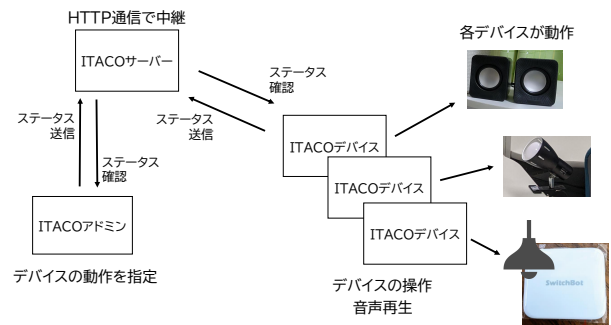 HTTP通信で中継
各デバイスが動作
ITACOサーバー
ステータス
確認
ステータス
送信
ステータス
送信
ステータス
確認
ITACOデバイス
ITACOデバイス
ITACOデバイス
ITACOアドミン
デバイスの動作を指定
デバイスの操作
音声再生
SwitchBot